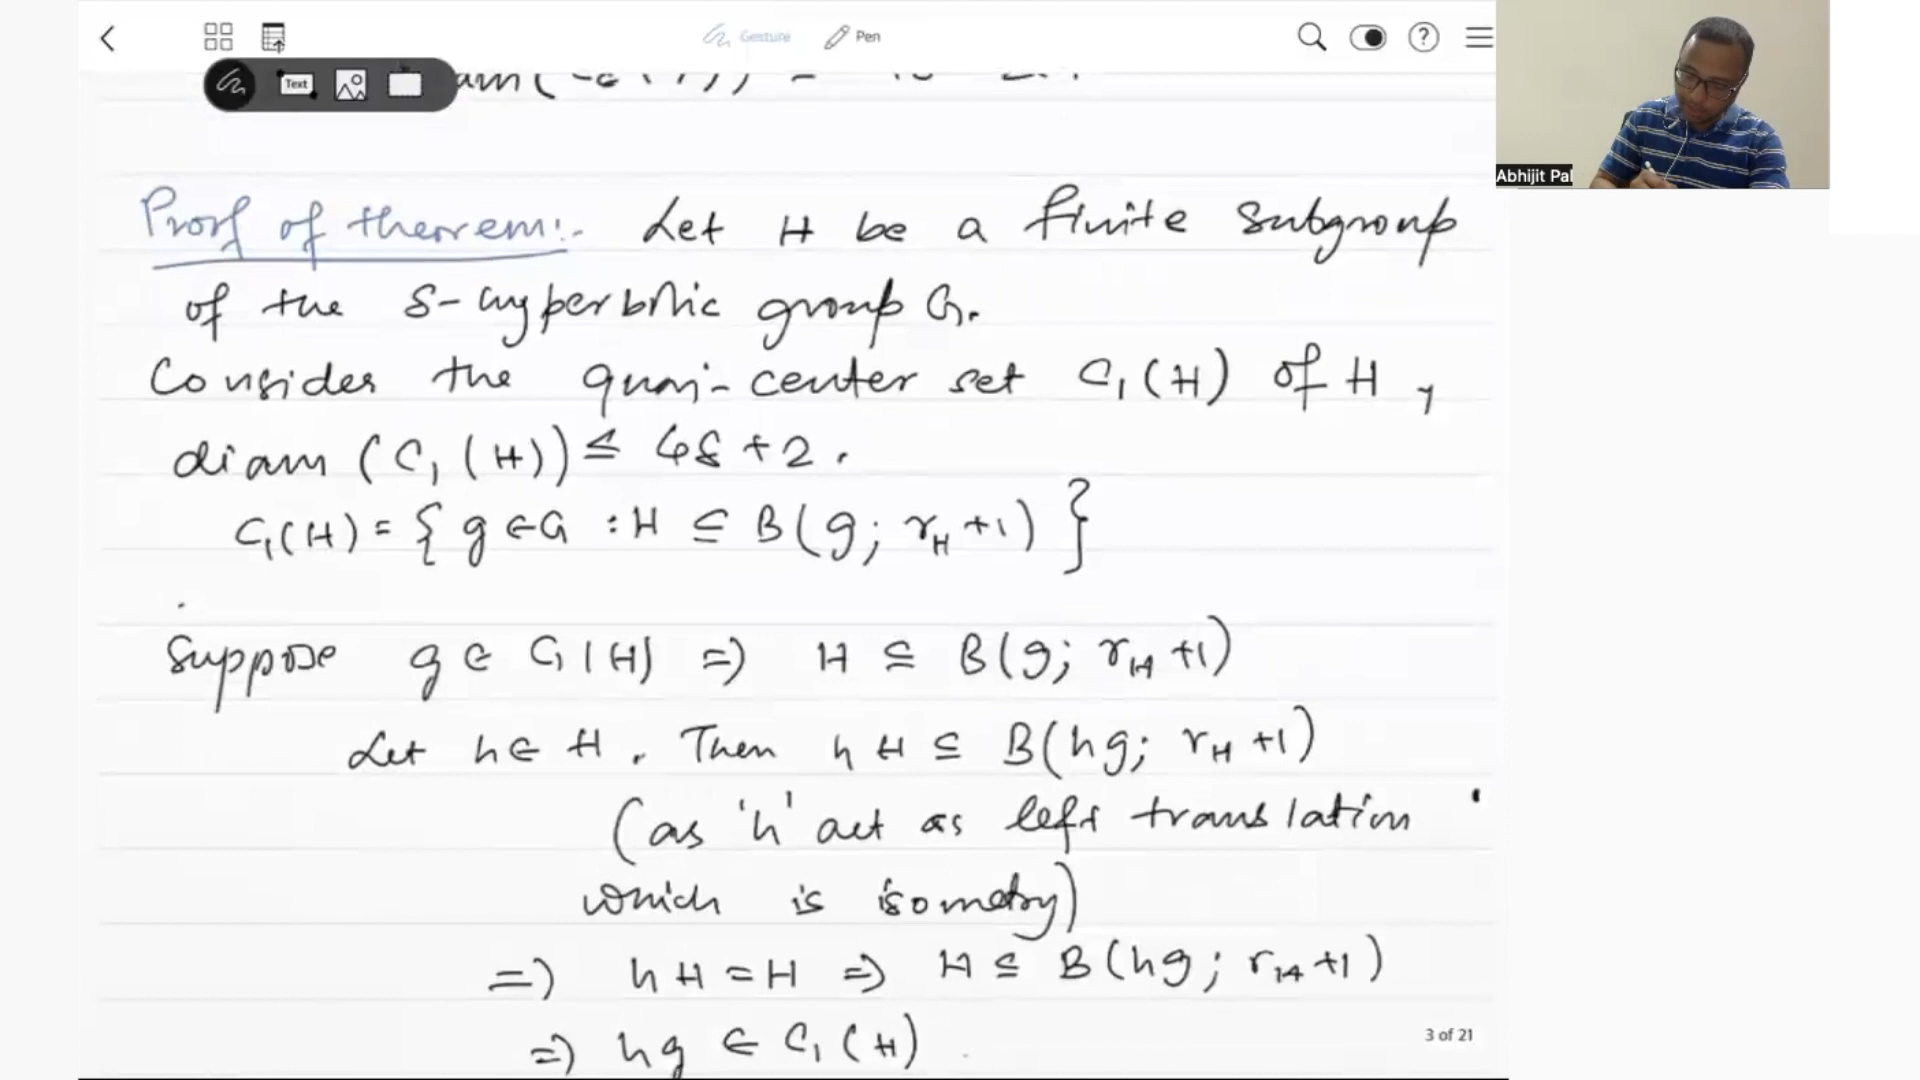 Gesture Pen
Text
Abhijit Pal
Proof of theorem:- Let H be a finite subgroup
of the δ-hyperbolic group G.
Consider the quasi-center set C₁(H) of H,
diam (C₁(H)) ≤ 4δ + 2.
C₁(H) = { g ∈ G : H ⊆ B(g; r_H +1) }
Suppose g ∈ C₁(H) => H ⊆ B(g; r_H +1)
Let h ∈ H. Then hH ⊆ B(hg; r_H +1)
(as 'h' act as left translation
which is isometry)
=> hH = H => H ⊆ B(hg; r_H +1)
=> hg ∈ C₁(H)
3 of 21